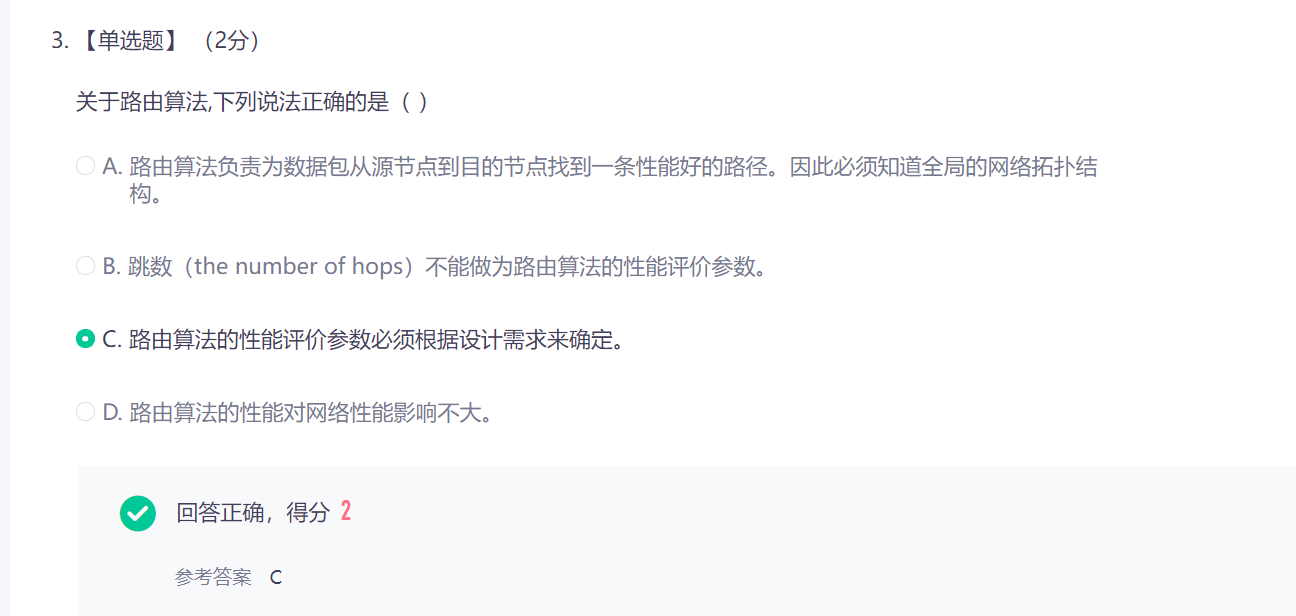 3. 【单选题】 （2分）
关于路由算法,下列说法正确的是（ ）
A. 路由算法负责为数据包从源节点到目的节点找到一条性能好的路径。因此必须知道全局的网络拓扑结
构。
B. 跳数（the number of hops）不能做为路由算法的性能评价参数。
C. 路由算法的性能评价参数必须根据设计需求来确定。
D. 路由算法的性能对网络性能影响不大。
回答正确，得分 2
参考答案 C